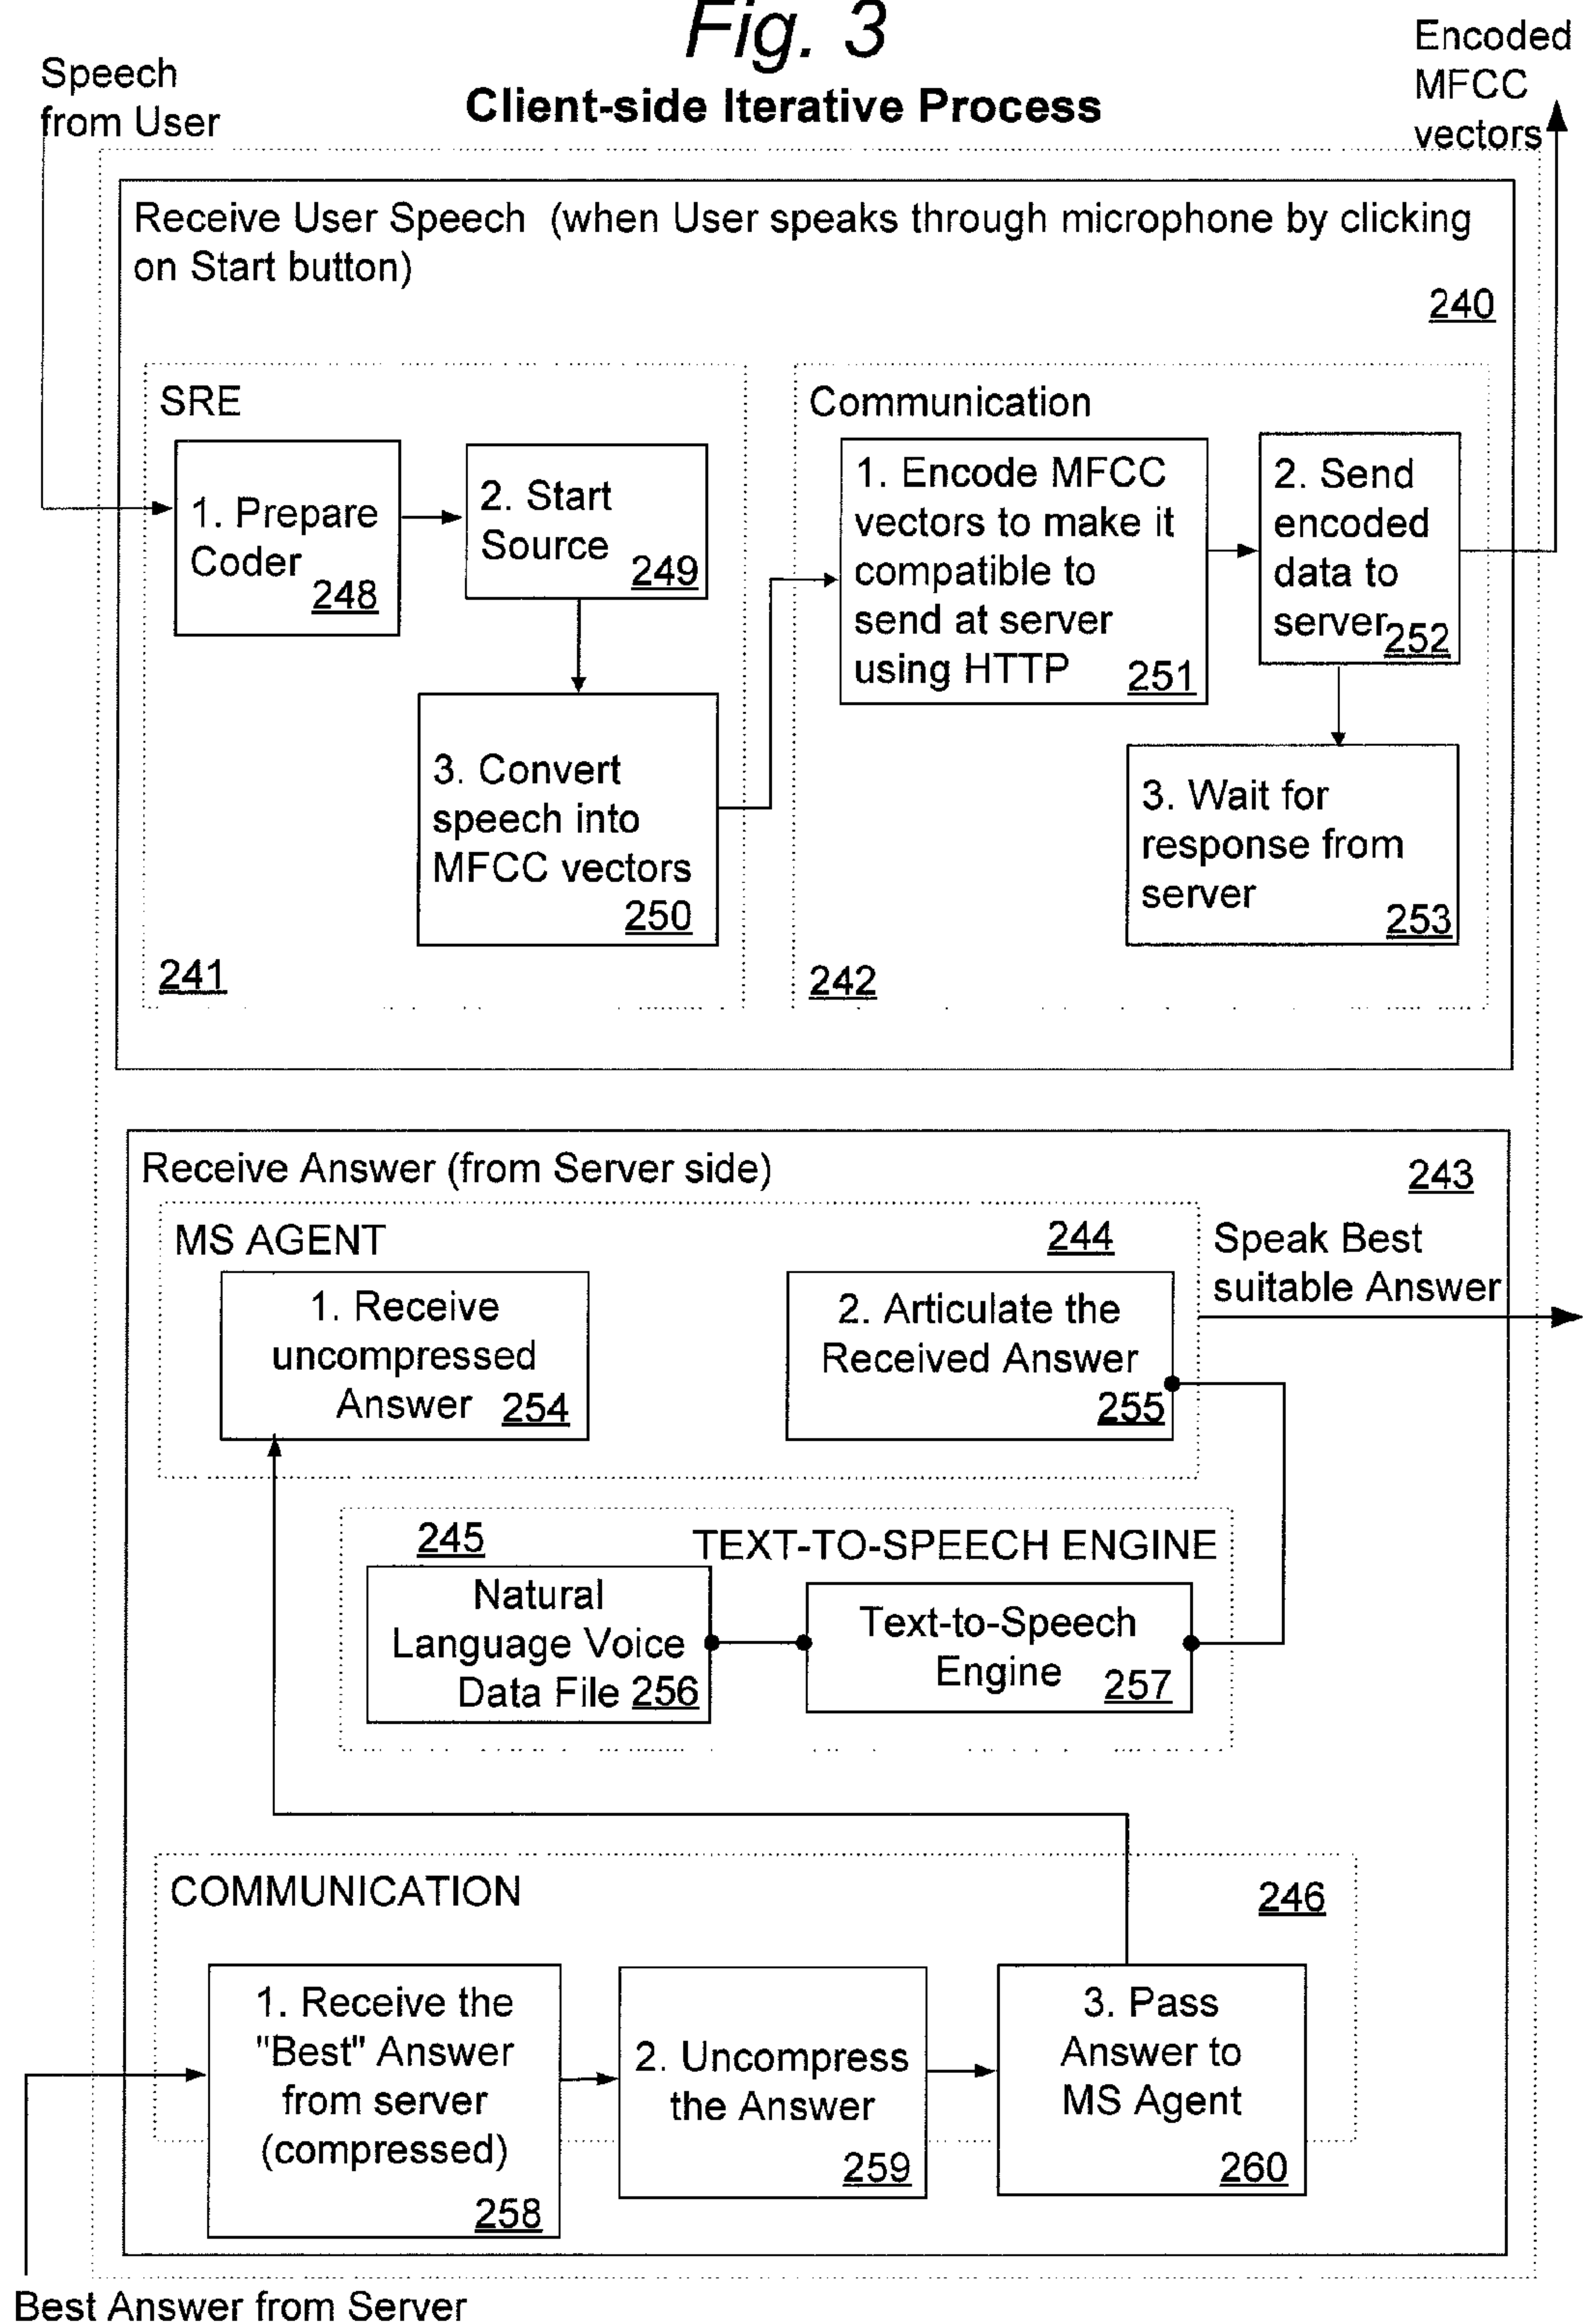 Fig. 3
Client-side Iterative Process
Speech
from User
Encoded
MFCC
vectors
Receive User Speech (when User speaks through microphone by clicking
on Start button)
240
SRE
1. Prepare
Coder
248
2. Start
Source
249
3. Convert
speech into
MFCC vectors
250
241
Communication
1. Encode MFCC
vectors to make it
compatible to
send at server
using HTTP
251
2. Send
encoded
data to
server
252
3. Wait for
response from
server
253
242
Receive Answer (from Server side)
243
MS AGENT
244
1. Receive
uncompressed
Answer 254
2. Articulate the
Received Answer
255
Speak Best
suitable Answer
245
TEXT-TO-SPEECH ENGINE
Natural
Language Voice
Data File 256
Text-to-Speech
Engine
257
COMMUNICATION
246
1. Receive the
"Best" Answer
from server
(compressed)
258
2. Uncompress
the Answer
259
3. Pass
Answer to
MS Agent
260
Best Answer from Server